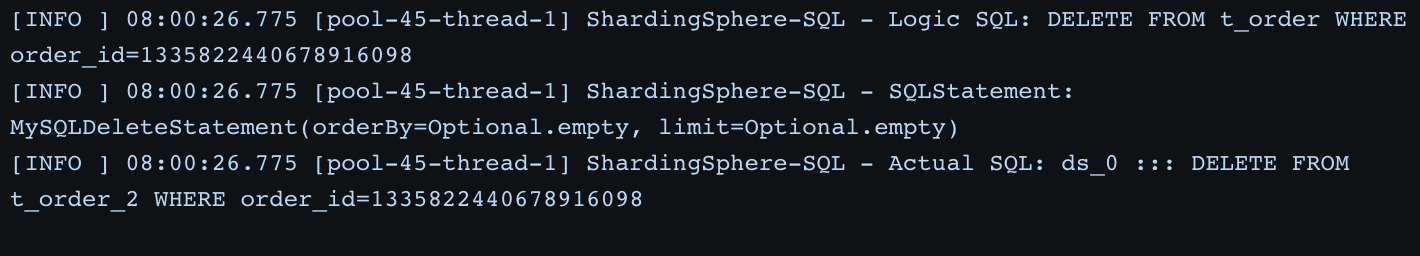 [INFO ] 08:00:26.775 [pool-45-thread-1] ShardingSphere-SQL - Logic SQL: DELETE FROM t_order WHERE
order_id=1335822440678916098
[INFO ] 08:00:26.775 [pool-45-thread-1] ShardingSphere-SQL - SQLStatement:
MySQLDeleteStatement(orderBy=Optional.empty, limit=Optional.empty)
[INFO ] 08:00:26.775 [pool-45-thread-1] ShardingSphere-SQL - Actual SQL: ds_0 ::: DELETE FROM
t_order_2 WHERE order_id=1335822440678916098